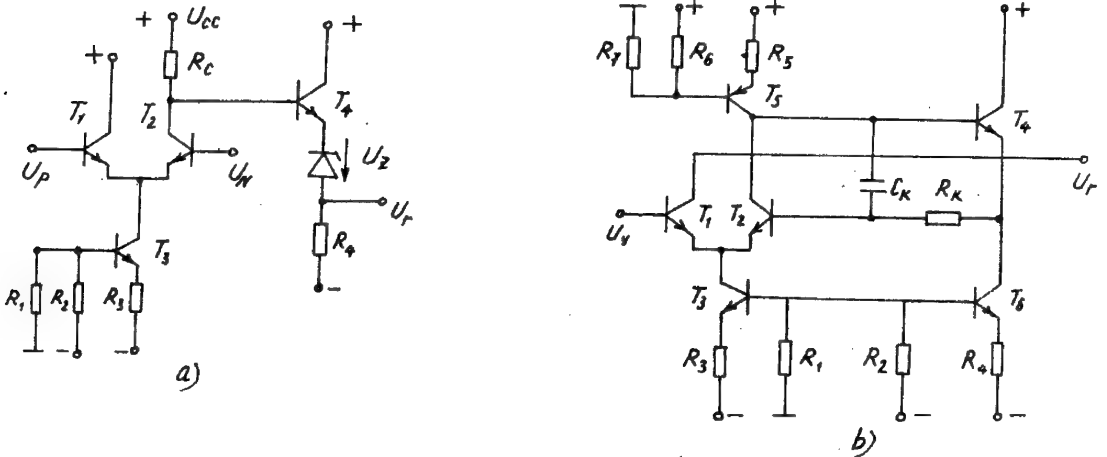 + U_CC +
+ R_C
T_1 T_2 T_4
U_P U_N U_Z
U_r
R_4
T_3
R_1 R_2 R_3
- - -
a)
+ + +
R_7 R_6 R_5
T_5
T_4
C_K R_K U_r
U_y T_1 T_2
T_3 T_6
R_3 R_1 R_2 R_4
- - -
b)